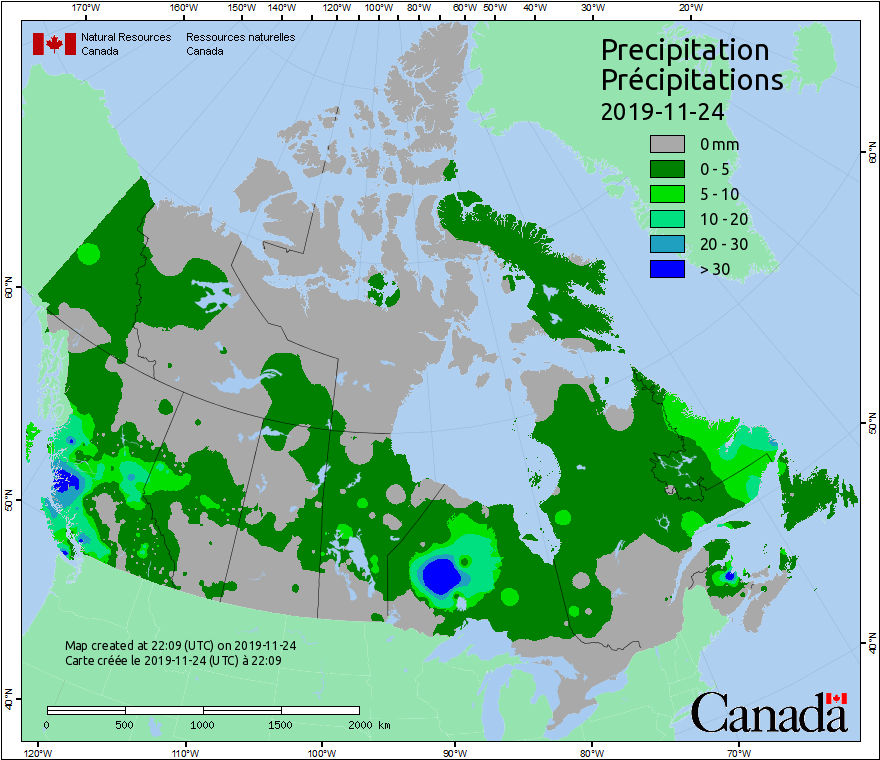 170°W 160°W 150°W 140°W 120°W 100°W 80°W 60°W 50°W 40°W 30°W 20°W
Natural Resources Ressources naturelles
Canada Canada
Precipitation
Précipitations
2019-11-24
0 mm
0 - 5
5 - 10
10 - 20
20 - 30
> 30
60°N
60°N
50°N
50°N
40°N
40°N
Map created at 22:09 (UTC) on 2019-11-24
Carte créée le 2019-11-24 (UTC) à 22:09
0 500 1000 1500 2000 km
Canada
120°W 110°W 100°W 90°W 80°W 70°W